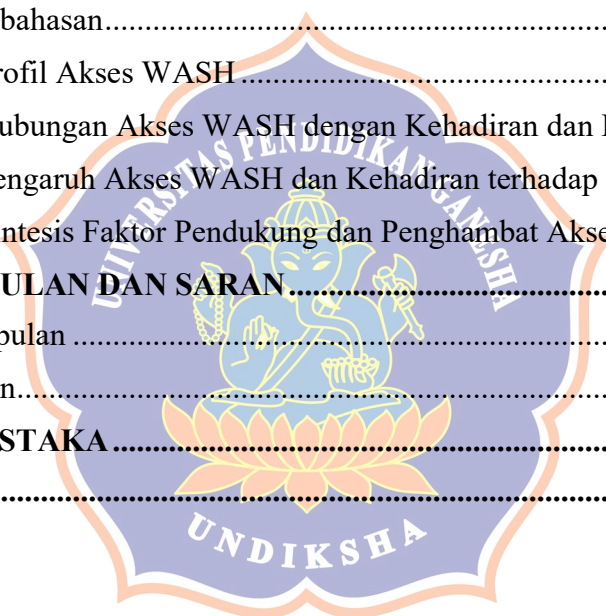 bahasan
rofil Akses WASH
ubungan Akses WASH dengan Kehadiran dan
engaruh Akses WASH dan Kehadiran terhadap
intesis Faktor Pendukung dan Penghambat Akse
ULAN DAN SARAN
pulan
n
STAKA
UNIVERSITAS PENDIDIKAN GANESHA
UNDIKSHA